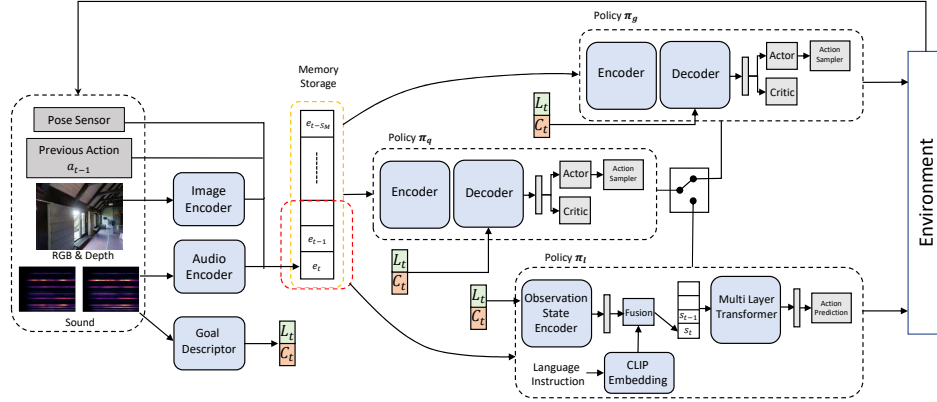 Policy π_g
Encoder
Decoder
Actor
Action
Sampler
Critic
L_t
C_t
Memory
Storage
e_{t-S_M}
e_{t-1}
e_t
Pose Sensor
Previous Action
a_{t-1}
RGB & Depth
Sound
Image
Encoder
Audio
Encoder
Goal
Descriptor
L_t
C_t
Policy π_q
Encoder
Decoder
Actor
Action
Sampler
Critic
L_t
C_t
Policy π_l
L_t
C_t
Observation
State
Encoder
Fusion
Language
Instruction
CLIP
Embedding
s_{t-1}
s_t
Multi Layer
Transformer
Action
Prediction
Environment